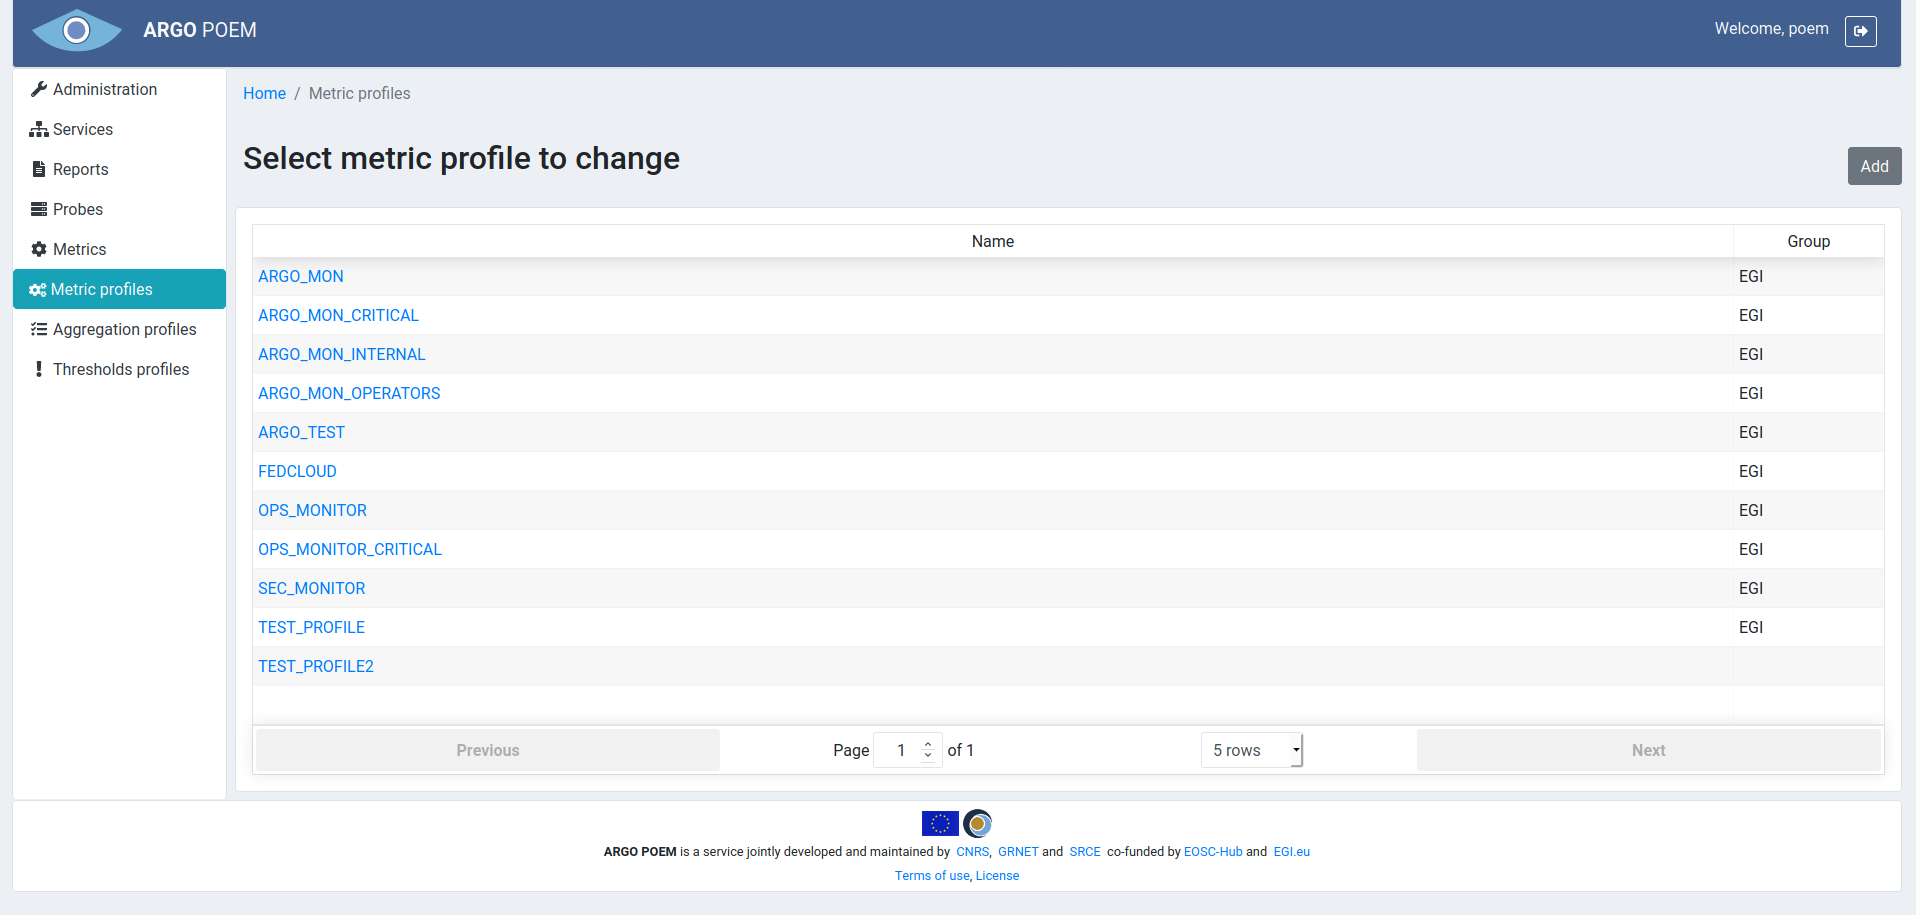 ARGO POEM
Welcome, poem
Administration
Services
Reports
Probes
Metrics
Metric profiles
Aggregation profiles
Thresholds profiles
Home / Metric profiles
Select metric profile to change
Add
Name Group
ARGO_MON EGI
ARGO_MON_CRITICAL EGI
ARGO_MON_INTERNAL EGI
ARGO_MON_OPERATORS EGI
ARGO_TEST EGI
FEDCLOUD EGI
OPS_MONITOR EGI
OPS_MONITOR_CRITICAL EGI
SEC_MONITOR EGI
TEST_PROFILE EGI
TEST_PROFILE2
Previous Page 1 of 1 5 rows Next
ARGO POEM is a service jointly developed and maintained by CNRS, GRNET and SRCE co-funded by EOSC-Hub and EGI.eu
Terms of use, License